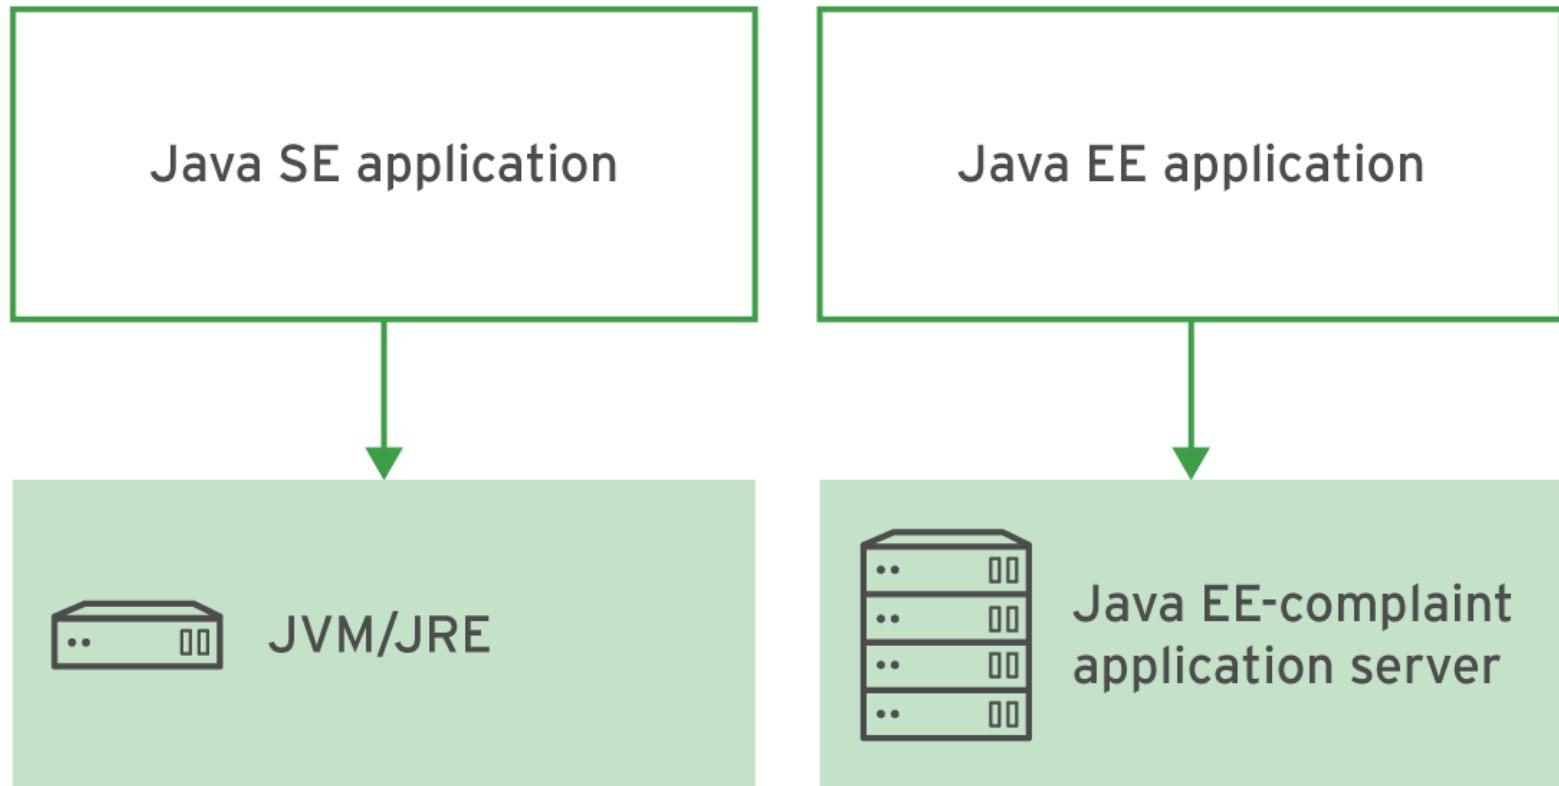 Java SE application
Java EE application
JVM/JRE
Java EE-complaint
application server